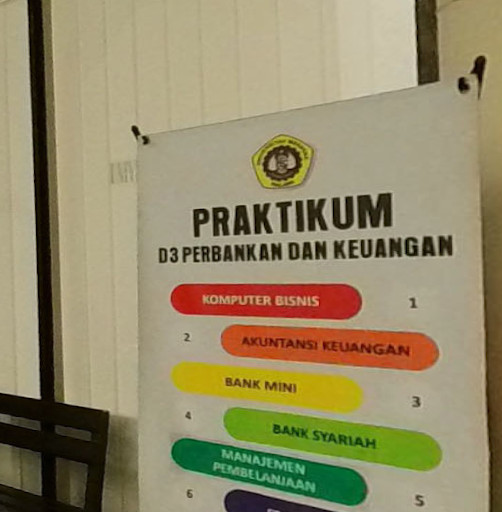 PRAKTIKUM
D3 PERBANKAN DAN KEUANGAN
KOMPUTER BISNIS 1
2 AKUNTANSI KEUANGAN
BANK MINI 3
4 BANK SYARIAH
MANAJEMEN
PEMBELANJAAN 5
6